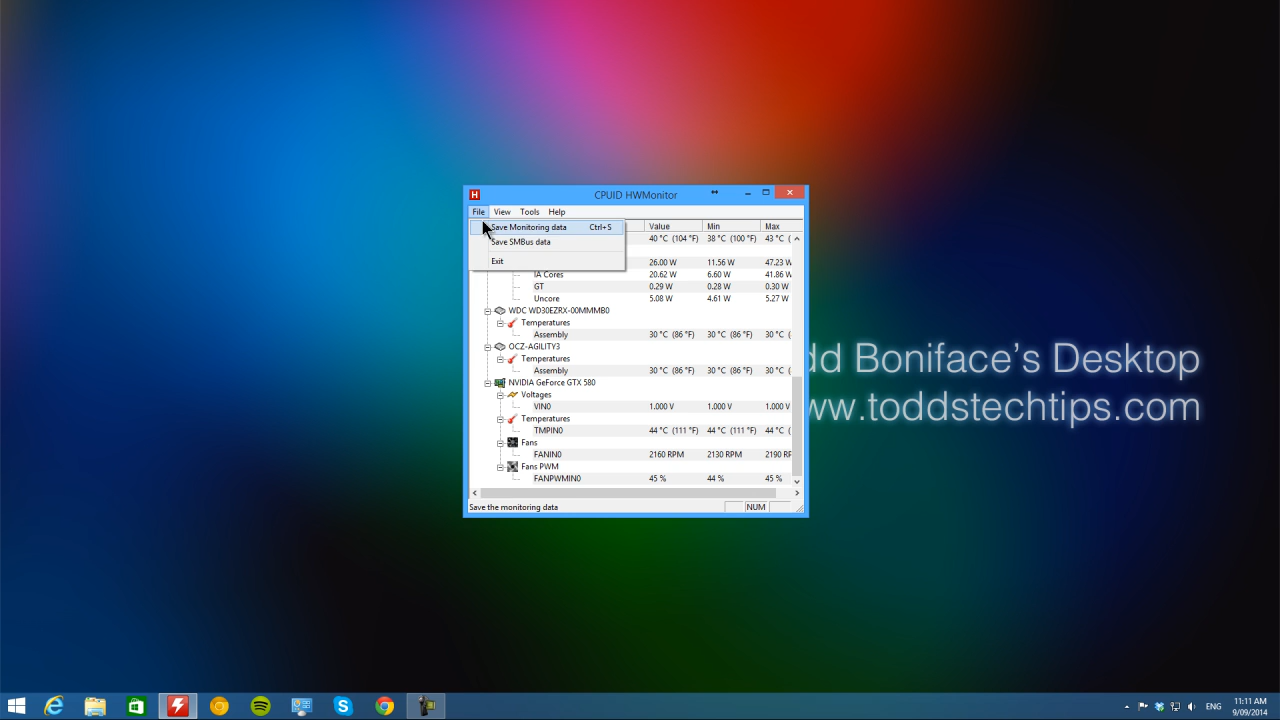 CPUID HWMonitor
File View Tools Help
Value Min Max
Save Monitoring data Ctrl+S
40 °C (104 °F) 38 °C (100 °F) 43 °C (
Save SMBus data
Exit
26.00 W 11.56 W 47.23 W
IA Cores 20.62 W 6.60 W 41.86 W
GT 0.29 W 0.28 W 0.30 W
Uncore 5.08 W 4.61 W 5.27 W
WDC WD30EZRX-00MMMB0
Temperatures
Assembly 30 °C (86 °F) 30 °C (86 °F) 30 °C (
OCZ-AGILITY3
Temperatures
Assembly 30 °C (86 °F) 30 °C (86 °F) 30 °C (
NVIDIA GeForce GTX 580
Voltages
VIN0 1.000 V 1.000 V 1.000 V
Temperatures
TMPIN0 44 °C (111 °F) 44 °C (111 °F) 45 °C (
Fans
FANIN0 2160 RPM 2130 RPM 2190 RP
Fans PWM
FANPWMIN0 45 % 44 % 45 %
Save the monitoring data NUM
dd Boniface's Desktop
ww.toddstechtips.com
ENG
11:11 AM
9/09/2014